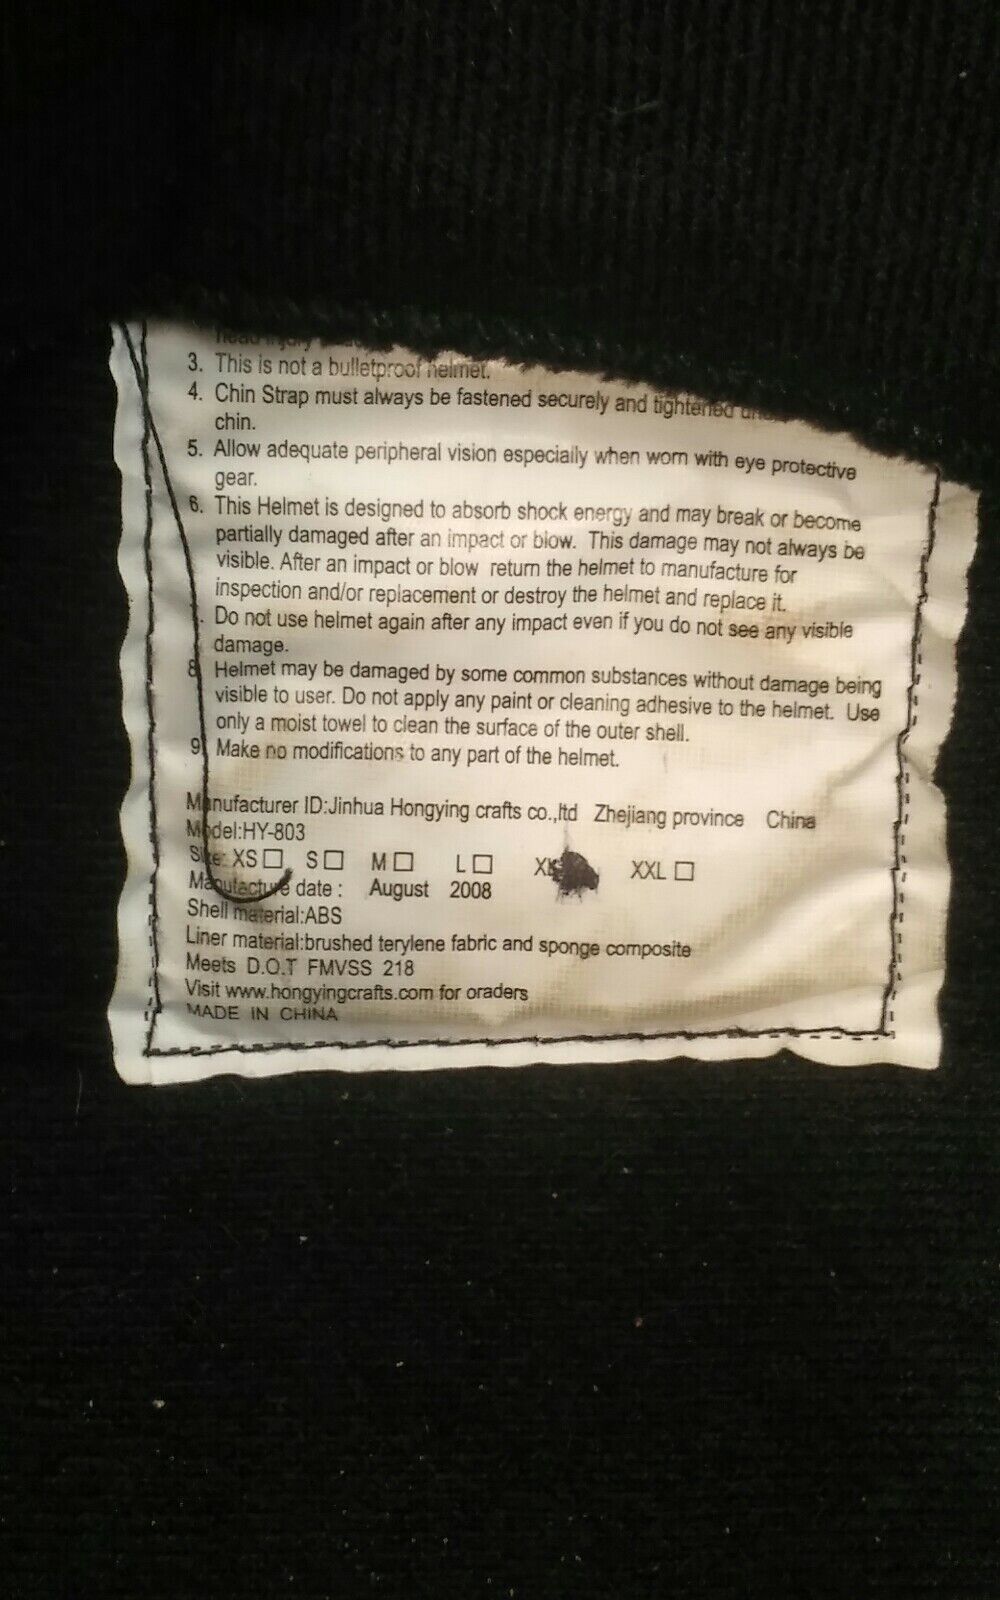 head injury
3. This is not a bulletproof helmet.
4. Chin Strap must always be fastened securely and tightened
chin.
5. Allow adequate peripheral vision especially when worn with eye protective
gear.
6. This Helmet is designed to absorb shock energy and may break or become
partially damaged after an impact or blow. This damage may not always be
visible. After an impact or blow return the helmet to manufacture for
inspection and/or replacement or destroy the helmet and replace it.
. Do not use helmet again after any impact even if you do not see any visible
damage.
8 Helmet may be damaged by some common substances without damage being
visible to user. Do not apply any paint or cleaning adhesive to the helmet. Use
only a moist towel to clean the surface of the outer shell.
9. Make no modifications to any part of the helmet.
Manufacturer ID:Jinhua Hongying crafts co.,ltd Zhejiang province China
Model:HY-803
Size: XS☐ S☐ M☐ L☐ XL XXL☐
Manufacture date : August 2008
Shell material:ABS
Liner material:brushed terylene fabric and sponge composite
Meets D.O.T FMVSS 218
Visit www.hongyingcrafts.com for oraders
MADE IN CHINA